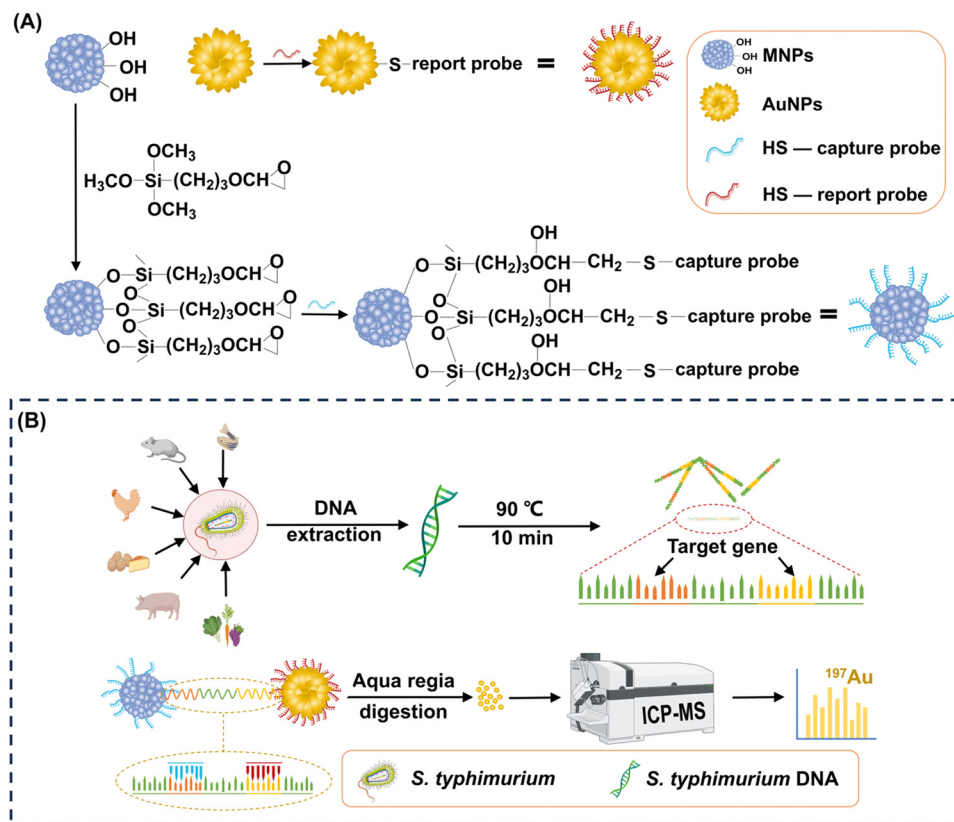 (A)
OH
OH
OH
S
report probe
=
OH
OH
OH
MNPs
AuNPs
HS — capture probe
HS — report probe
OCH3
H3CO—Si—(CH2)3OCH
O
OCH3
O
O—Si—(CH2)3OCH
O
O
O—Si—(CH2)3OCH
O
O
O—Si—(CH2)3OCH
OH
O—Si—(CH2)3OCH—CH2—S—capture probe
O
OH
O—Si—(CH2)3OCH—CH2—S—capture probe
=
O
OH
O—Si—(CH2)3OCH—CH2—S—capture probe
(B)
DNA
extraction
90 ℃
10 min
Target gene
Aqua regia
digestion
ICP-MS
197Au
S. typhimurium
S. typhimurium DNA